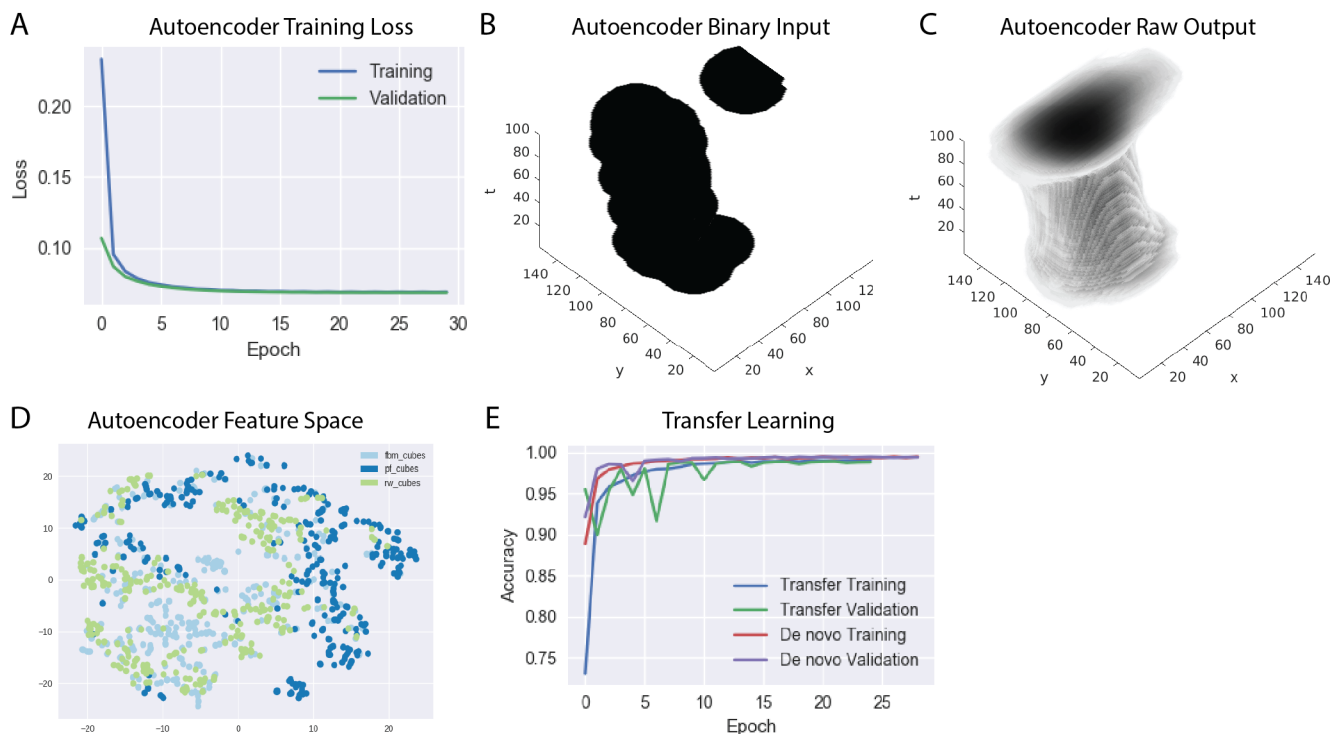 A
Autoencoder Training Loss
Training
Validation
0.20
0.15
0.10
Loss
0 5 10 15 20 25 30
Epoch
B
Autoencoder Binary Input
100
80
60
40
20
t
140
120
100
80
60
40
20
y
20
40
60
80
100
12
x
C
Autoencoder Raw Output
100
80
60
40
20
t
140
120
100
80
60
40
20
y
20
40
60
80
100
120
140
x
D
Autoencoder Feature Space
fbm_cubes
pf_cubes
rw_cubes
20
10
0
−10
−20
−20 −10 0 10 20
E
Transfer Learning
1.00
0.95
0.90
0.85
0.80
0.75
Accuracy
Transfer Training
Transfer Validation
De novo Training
De novo Validation
0 5 10 15 20 25
Epoch